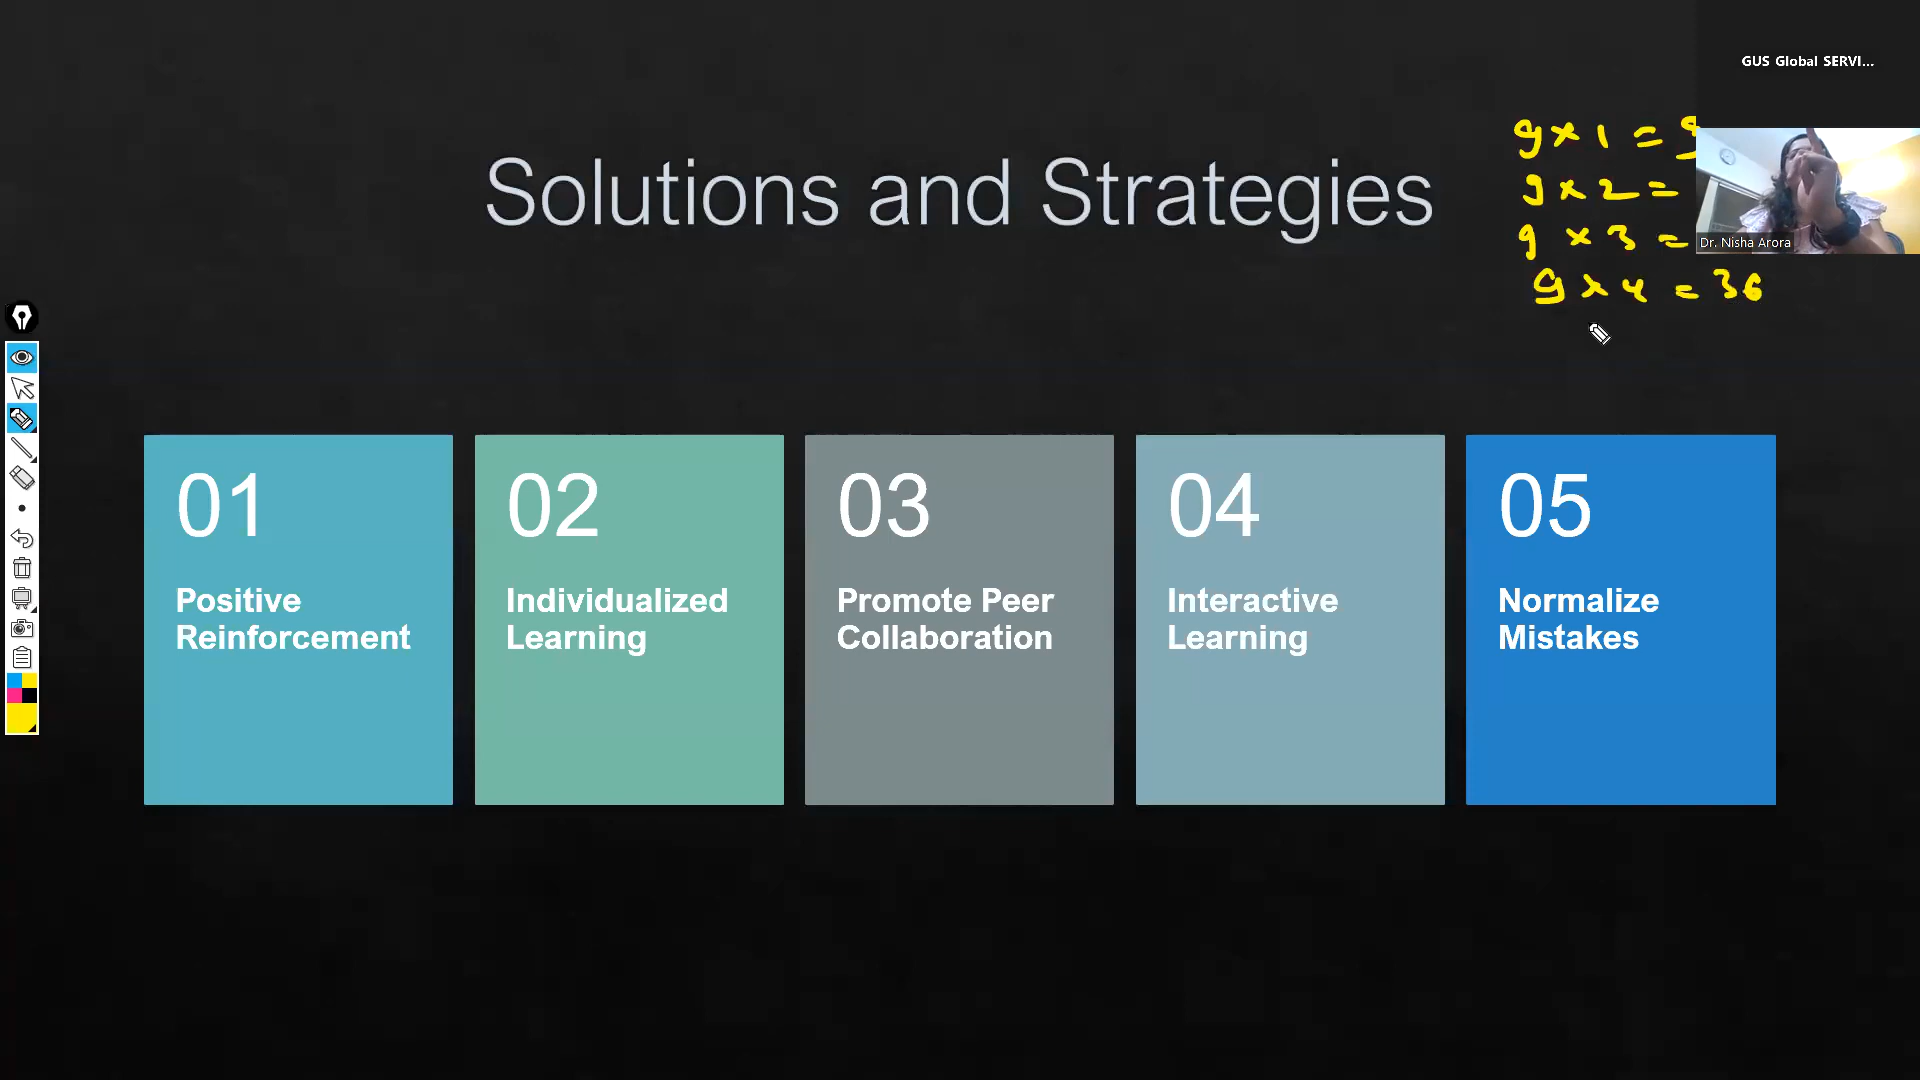 GUS Global SERVI...
Solutions and Strategies
9 x 1 = 9
9 x 2 =
9 x 3 =
9 x 4 = 36
Dr. Nisha Arora
01
Positive
Reinforcement
02
Individualized
Learning
03
Promote Peer
Collaboration
04
Interactive
Learning
05
Normalize
Mistakes